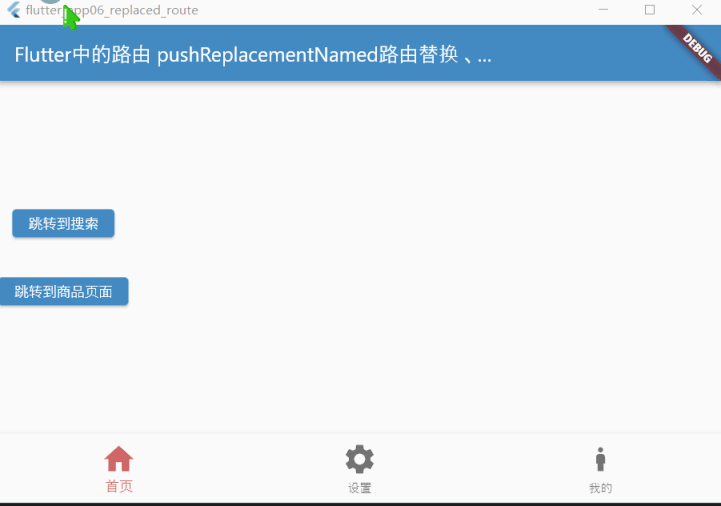 flutter_app06_replaced_route
Flutter中的路由 pushReplacementNamed路由替换、...
DEBUG
跳转到搜索
跳转到商品页面
首页
设置
我的